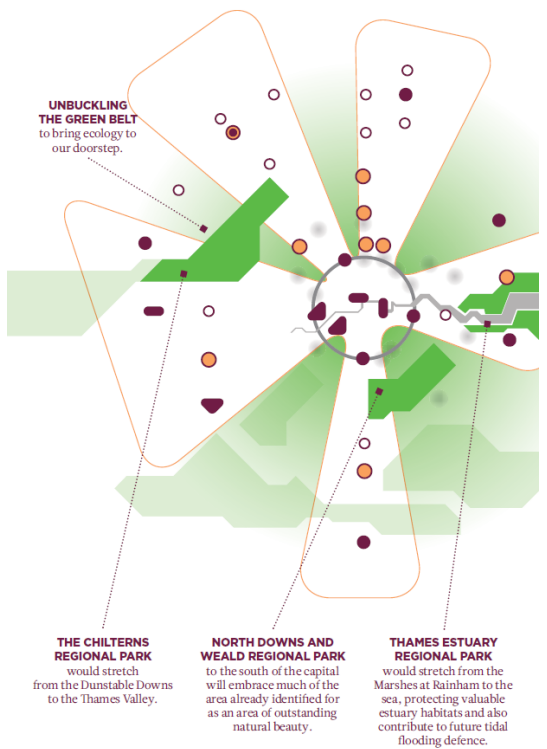 UNBUCKLING
THE GREEN BELT
to bring ecology to
our doorstep.
THE CHILTERNS
REGIONAL PARK
would stretch
from the Dunstable Downs
to the Thames Valley.
NORTH DOWNS AND
WEALD REGIONAL PARK
to the south of the capital
will embrace much of the
area already identified for
as an area of outstanding
natural beauty.
THAMES ESTUARY
REGIONAL PARK
would stretch from the
Marshes at Rainham to the
sea, protecting valuable
estuary habitats and also
contribute to future tidal
flooding defence.